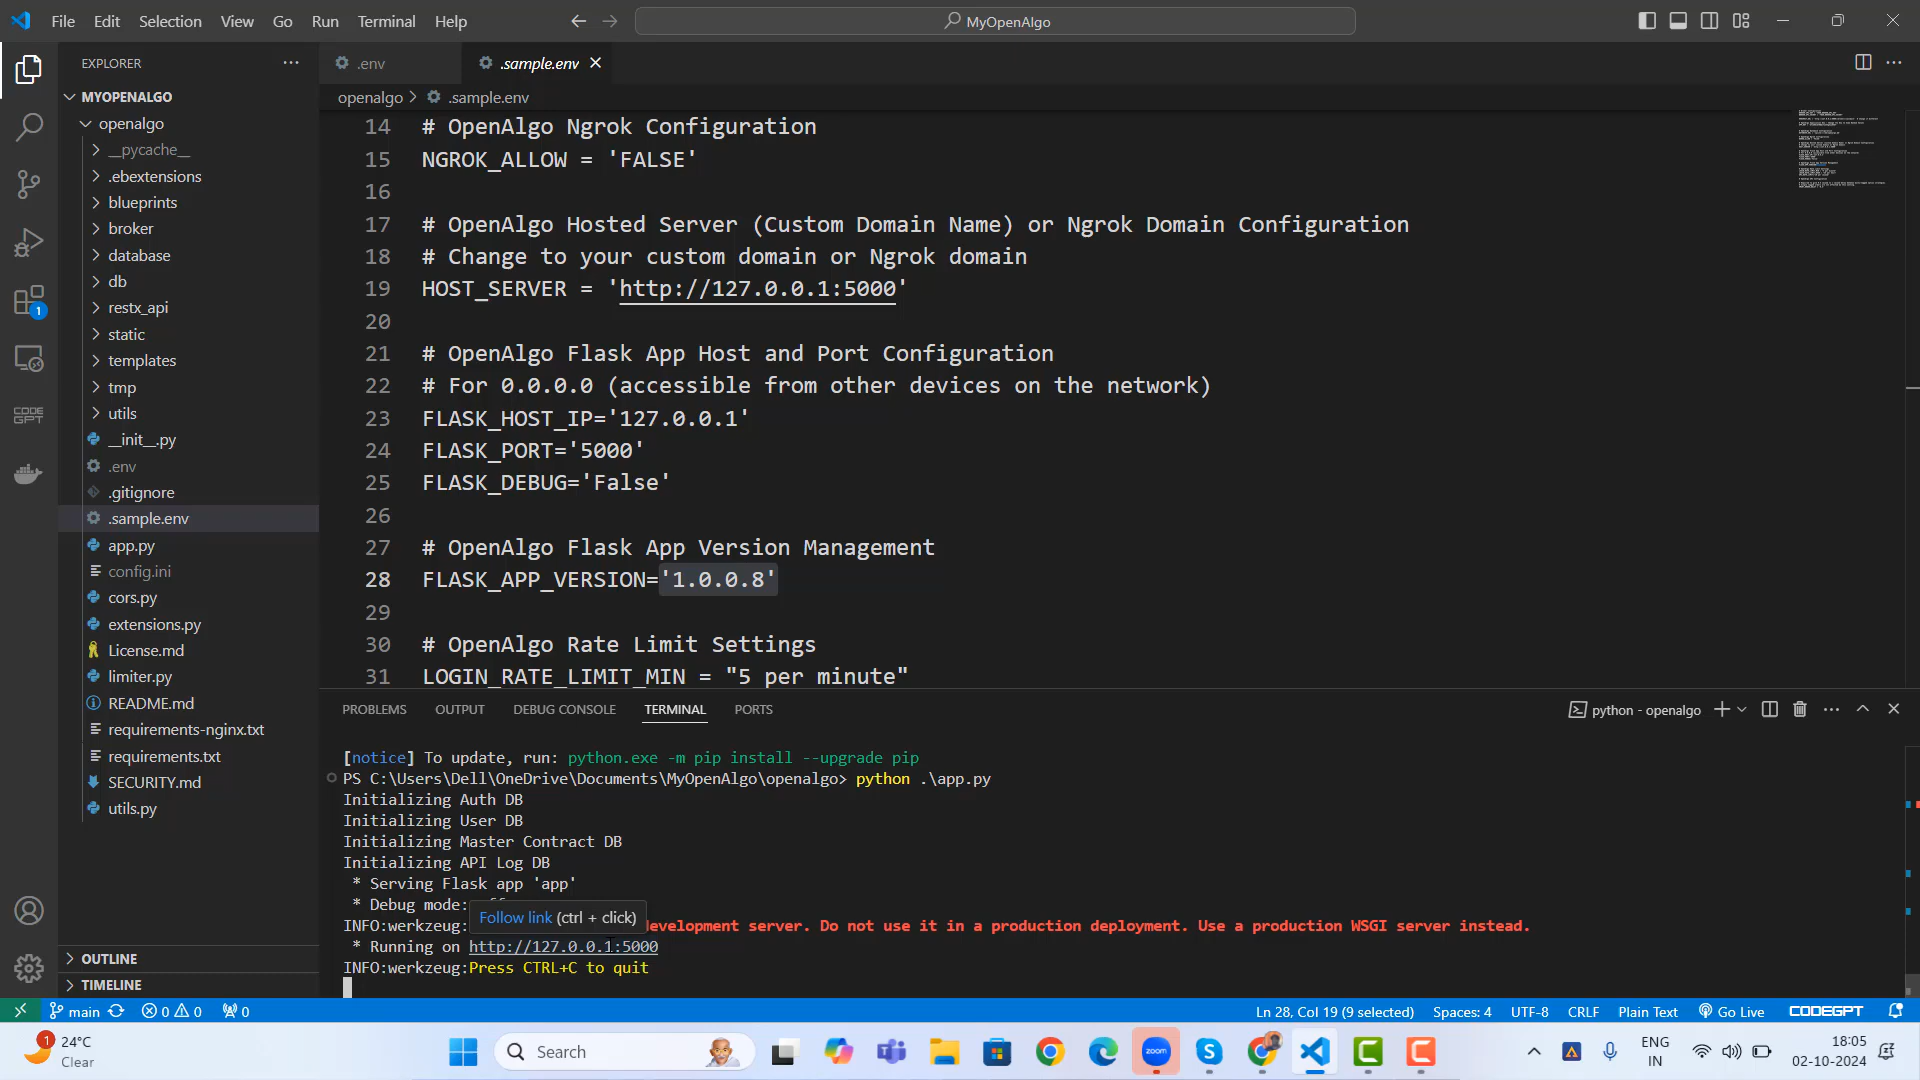 File Edit Selection View Go Run Terminal Help
MyOpenAlgo
EXPLORER
MYOPENALGO
openalgo
__pycache__
.ebextensions
blueprints
broker
database
db
restx_api
static
templates
tmp
utils
__init__.py
.env
.gitignore
.sample.env
app.py
config.ini
cors.py
extensions.py
License.md
limiter.py
README.md
requirements-nginx.txt
requirements.txt
SECURITY.md
utils.py
OUTLINE
TIMELINE
1
CODE
GPT
.env
.sample.env
openalgo > .sample.env
14 # OpenAlgo Ngrok Configuration
15 NGROK_ALLOW = 'FALSE'
16
17 # OpenAlgo Hosted Server (Custom Domain Name) or Ngrok Domain Configuration
18 # Change to your custom domain or Ngrok domain
19 HOST_SERVER = 'http://127.0.0.1:5000'
20
21 # OpenAlgo Flask App Host and Port Configuration
22 # For 0.0.0.0 (accessible from other devices on the network)
23 FLASK_HOST_IP='127.0.0.1'
24 FLASK_PORT='5000'
25 FLASK_DEBUG='False'
26
27 # OpenAlgo Flask App Version Management
28 FLASK_APP_VERSION='1.0.0.8'
29
30 # OpenAlgo Rate Limit Settings
31 LOGIN_RATE_LIMIT_MIN = "5 per minute"
PROBLEMS OUTPUT DEBUG CONSOLE TERMINAL PORTS
python - openalgo
[notice] To update, run: python.exe -m pip install --upgrade pip
PS C:\Users\Dell\OneDrive\Documents\MyOpenAlgo\openalgo> python .\app.py
Initializing Auth DB
Initializing User DB
Initializing Master Contract DB
Initializing API Log DB
* Serving Flask app 'app'
* Debug mode:
Follow link (ctrl + click)
INFO:werkzeug: development server. Do not use it in a production deployment. Use a production WSGI server instead.
* Running on http://127.0.0.1:5000
INFO:werkzeug:Press CTRL+C to quit
main 0 0 0
Ln 28, Col 19 (9 selected) Spaces: 4 UTF-8 CRLF Plain Text Go Live CODEGPT
1
24°C
Clear
Search
zoom
ENG
IN
18:05
02-10-2024